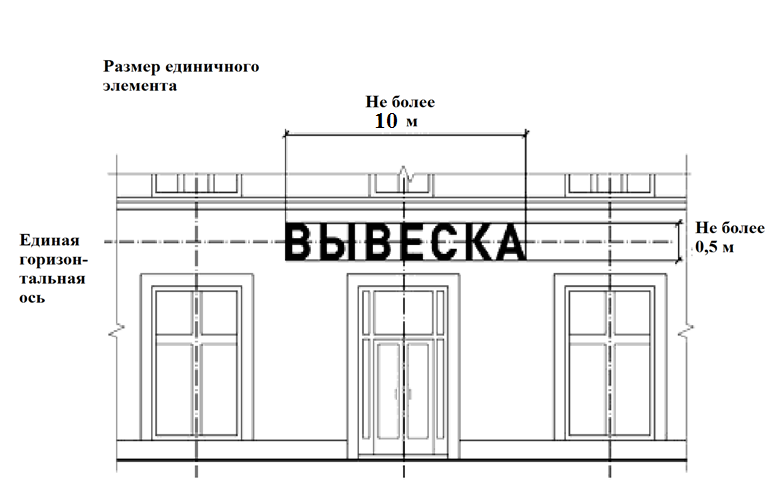 Размер единичного
элемента
Не более
10 м
Единая
горизон-
тальная
ось
ВЫВЕСКА
Не более
0,5 м